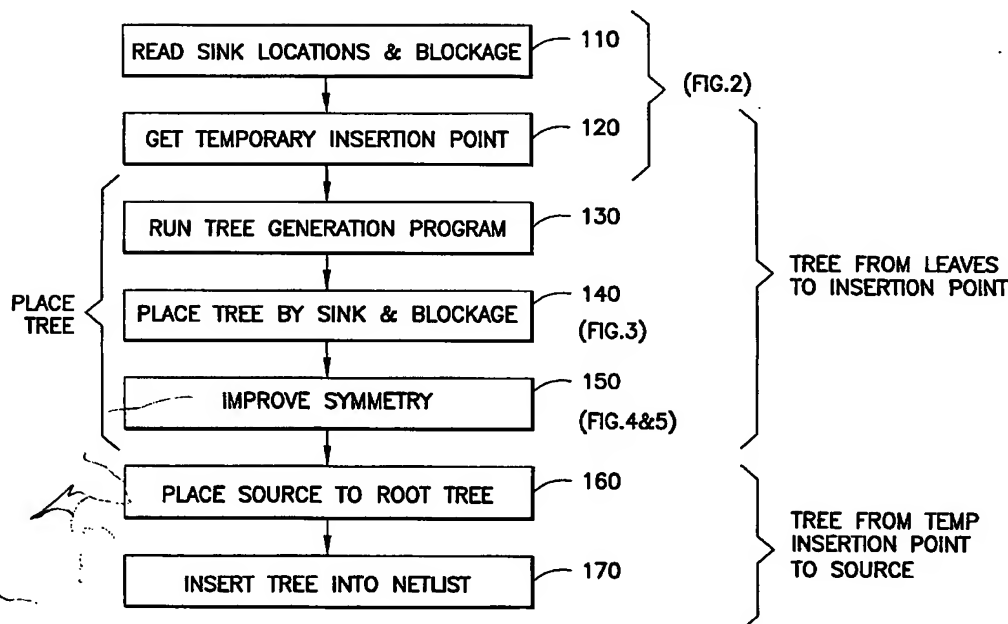 READ SINK LOCATIONS & BLOCKAGE
110
(FIG.2)
GET TEMPORARY INSERTION POINT
120
RUN TREE GENERATION PROGRAM
130
TREE FROM LEAVES
TO INSERTION POINT
PLACE
TREE
PLACE TREE BY SINK & BLOCKAGE
140
(FIG.3)
IMPROVE SYMMETRY
150
(FIG.4&5)
PLACE SOURCE TO ROOT TREE
160
TREE FROM TEMP
INSERTION POINT
TO SOURCE
INSERT TREE INTO NETLIST
170